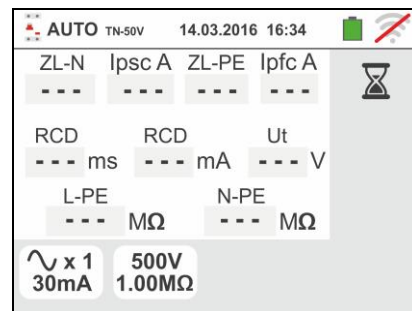 AUTO TN-50V 14.03.2016 16:34
ZL-N Ipsc A ZL-PE Ipfc A
- - - - - - - - - - - -
RCD RCD Ut
- - - ms - - - mA - - - V
L-PE N-PE
- - - MΩ - - - MΩ
x 1 500V
30mA 1.00MΩ